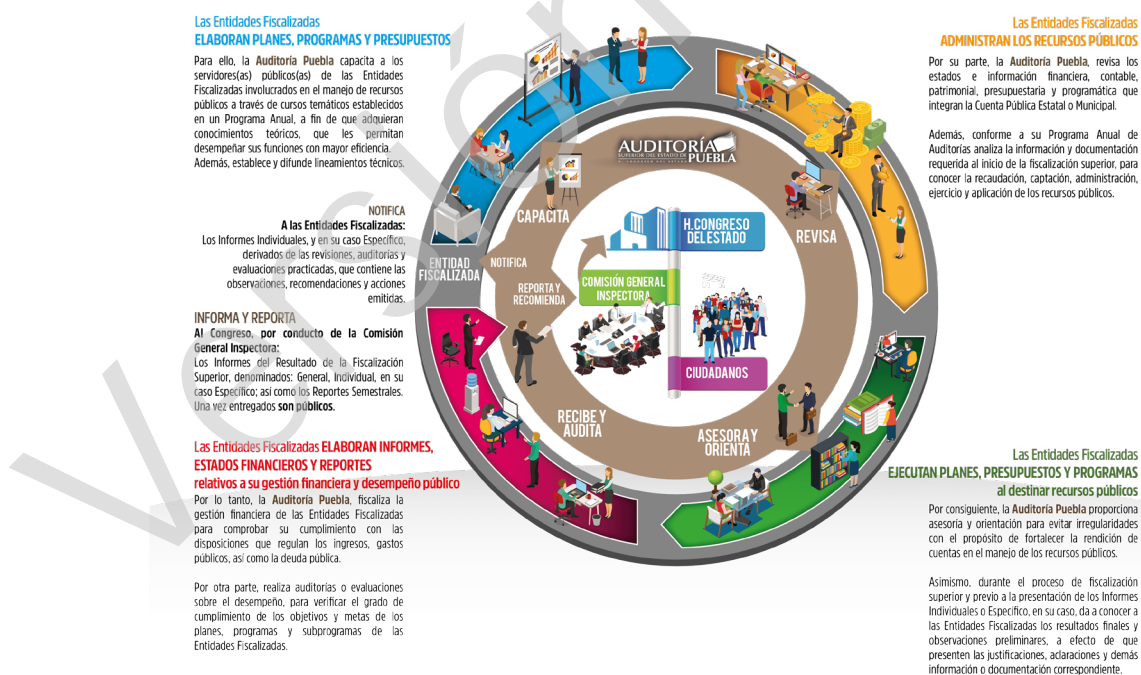 Las Entidades Fiscalizadas
ELABORAN PLANES, PROGRAMAS Y PRESUPUESTOS
Para ello, la Auditoría Puebla capacita a los
servidores(as) públicos(as) de las Entidades
Fiscalizadas involucrados en el manejo de recursos
públicos a través de cursos temáticos establecidos
en un Programa Anual, a fin de que adquieran
conocimientos teóricos, que les permitan
desempeñar sus funciones con mayor eficiencia.
Además, establece y difunde lineamientos técnicos.
NOTIFICA
A las Entidades Fiscalizadas:
Los Informes Individuales, y en su caso Específico,
derivados de las revisiones, auditorías y
evaluaciones practicadas, que contiene las
observaciones, recomendaciones y acciones
emitidas.
INFORMA Y REPORTA
Al Congreso, por conducto de la Comisión
General Inspectora:
Los Informes del Resultado de la Fiscalización
Superior, denominados: General, Individual, en su
caso Específico; así como los Reportes Semestrales.
Una vez entregados son públicos.
Las Entidades Fiscalizadas ELABORAN INFORMES,
ESTADOS FINANCIEROS Y REPORTES
relativos a su gestión financiera y desempeño público
Por lo tanto, la Auditoría Puebla, fiscaliza la
gestión financiera de las Entidades Fiscalizadas
para comprobar su cumplimiento con las
disposiciones que regulan los ingresos, gastos
públicos, así como la deuda pública.
Por otra parte, realiza auditorías o evaluaciones
sobre el desempeño, para verificar el grado de
cumplimiento de los objetivos y metas de los
planes, programas y subprogramas de las
Entidades Fiscalizadas.
AUDITORÍA
SUPERIOR DEL ESTADO DE PUEBLA
CAPACITA
REVISA
H. CONGRESO
DEL ESTADO
ENTIDAD
FISCALIZADA
NOTIFICA
REPORTA Y
RECOMIENDA
COMISIÓN GENERAL
INSPECTORA
CIUDADANOS
RECIBE Y
AUDITA
ASESORA Y
ORIENTA
Las Entidades Fiscalizadas
ADMINISTRAN LOS RECURSOS PÚBLICOS
Por su parte, la Auditoría Puebla, revisa los
estados e información financiera, contable,
patrimonial, presupuestaria y programática que
integran la Cuenta Pública Estatal o Municipal.
Además, conforme a su Programa Anual de
Auditorías analiza la información y documentación
requerida al inicio de la fiscalización superior, para
conocer la recaudación, captación, administración,
ejercicio y aplicación de los recursos públicos.
Las Entidades Fiscalizadas
EJECUTAN PLANES, PRESUPUESTOS Y PROGRAMAS
al destinar recursos públicos
Por consiguiente, la Auditoría Puebla proporciona
asesoría y orientación para evitar irregularidades
con el propósito de fortalecer la rendición de
cuentas en el manejo de los recursos públicos.
Asimismo, durante el proceso de fiscalización
superior y previo a la presentación de los Informes
Individuales o Específico, en su caso, da a conocer a
las Entidades Fiscalizadas los resultados finales y
observaciones preliminares, a efecto de que
presenten las justificaciones, aclaraciones y demás
información o documentación correspondiente.
Versión